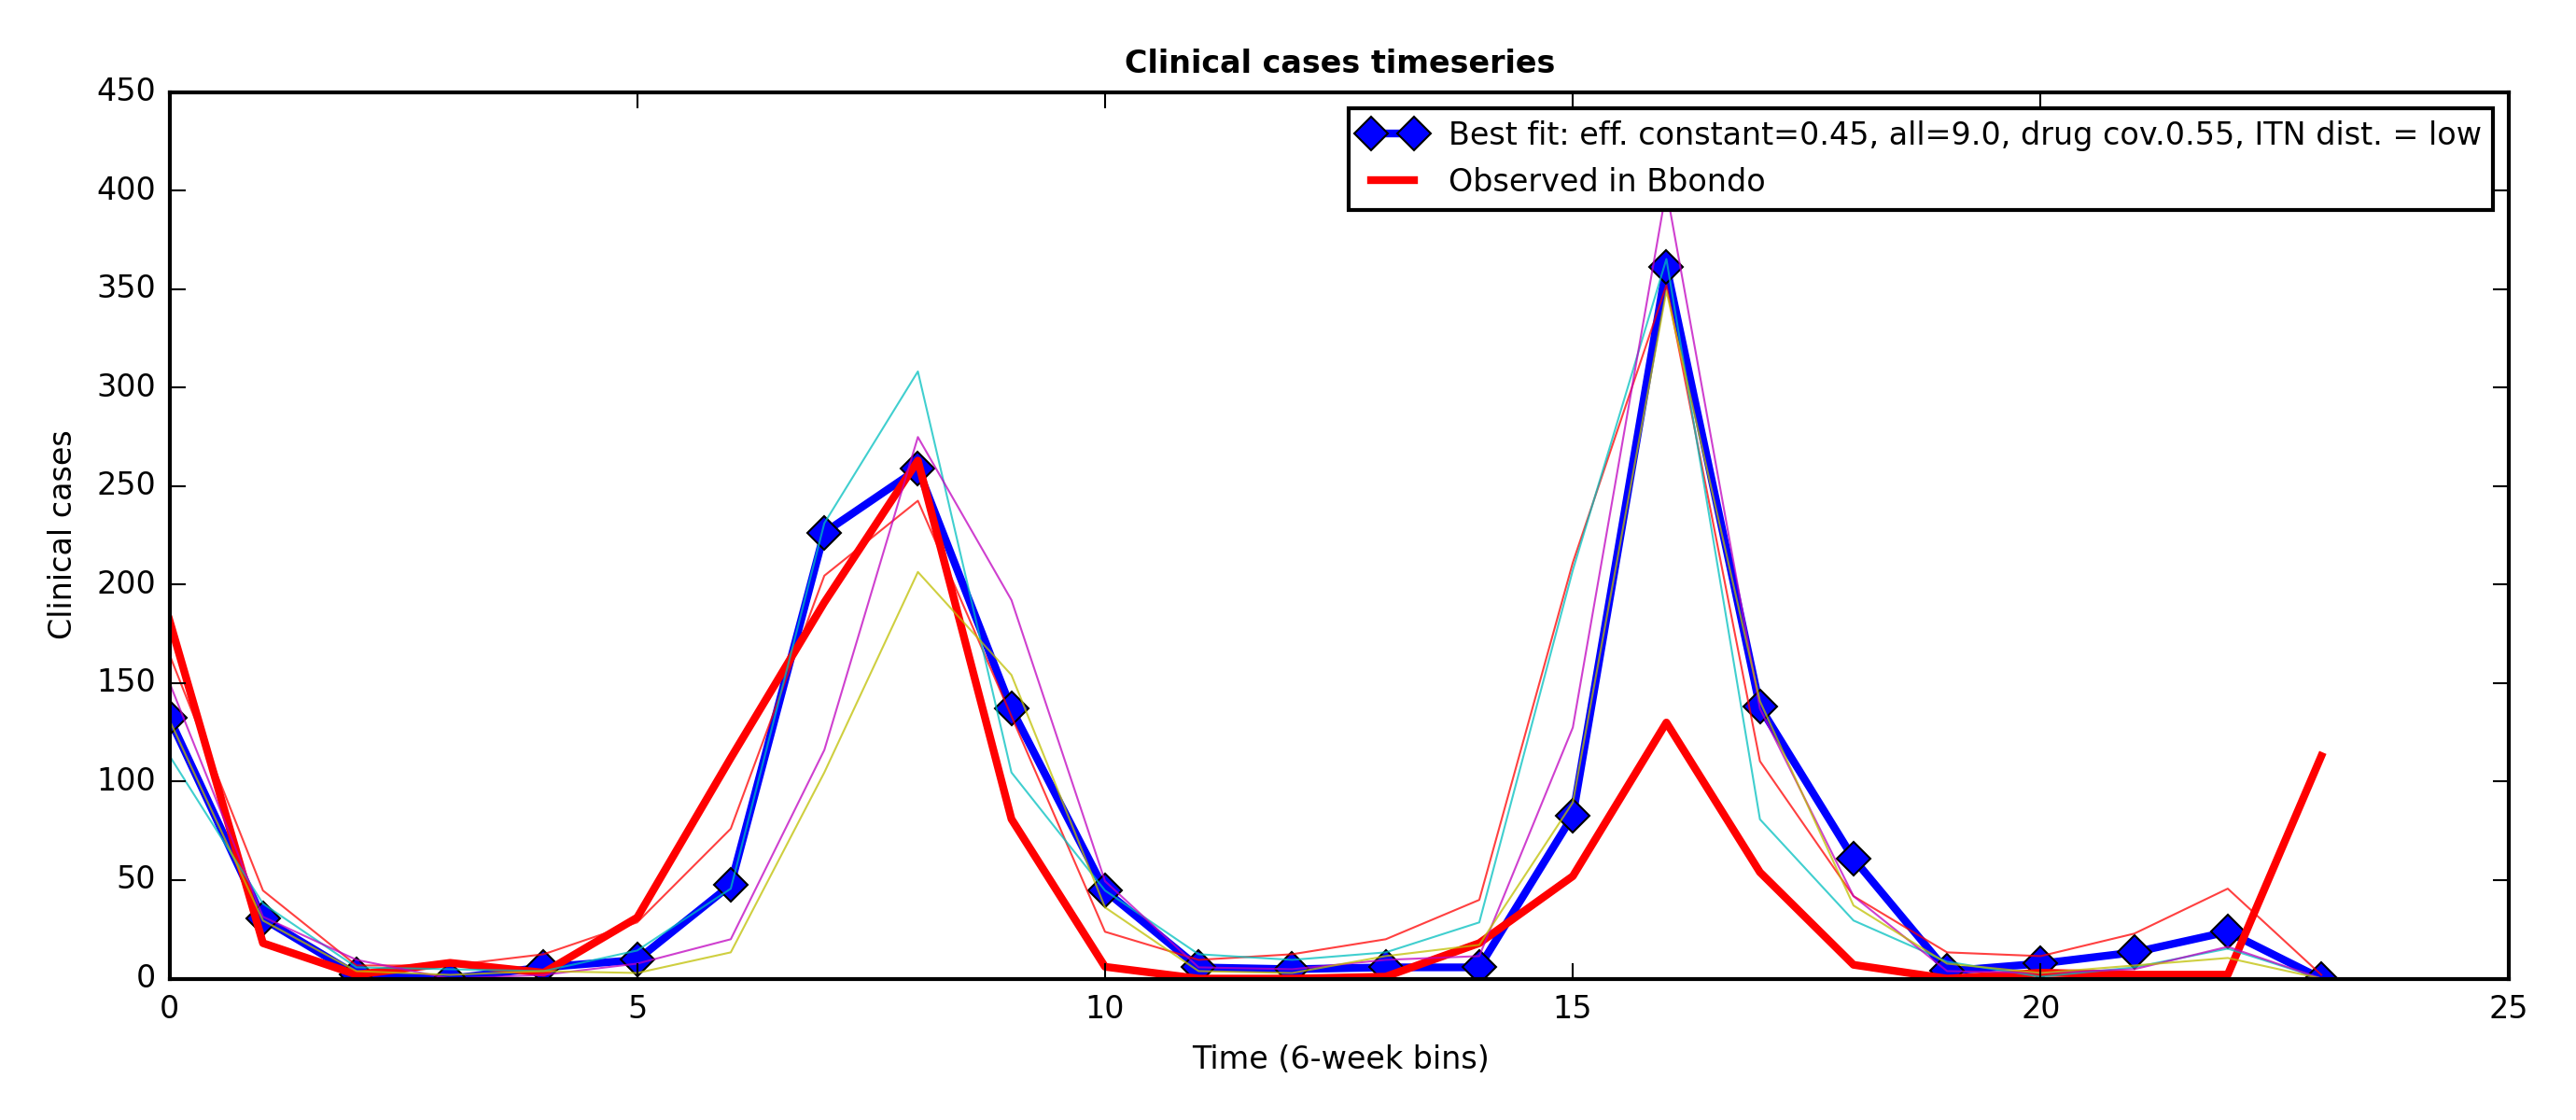 Clinical cases timeseries
450
400
350
300
250
200
150
100
50
0
Clinical cases
Best fit: eff. constant=0.45, all=9.0, drug cov.0.55, ITN dist. = low
Observed in Bbondo
0 5 10 15 20 25
Time (6-week bins)